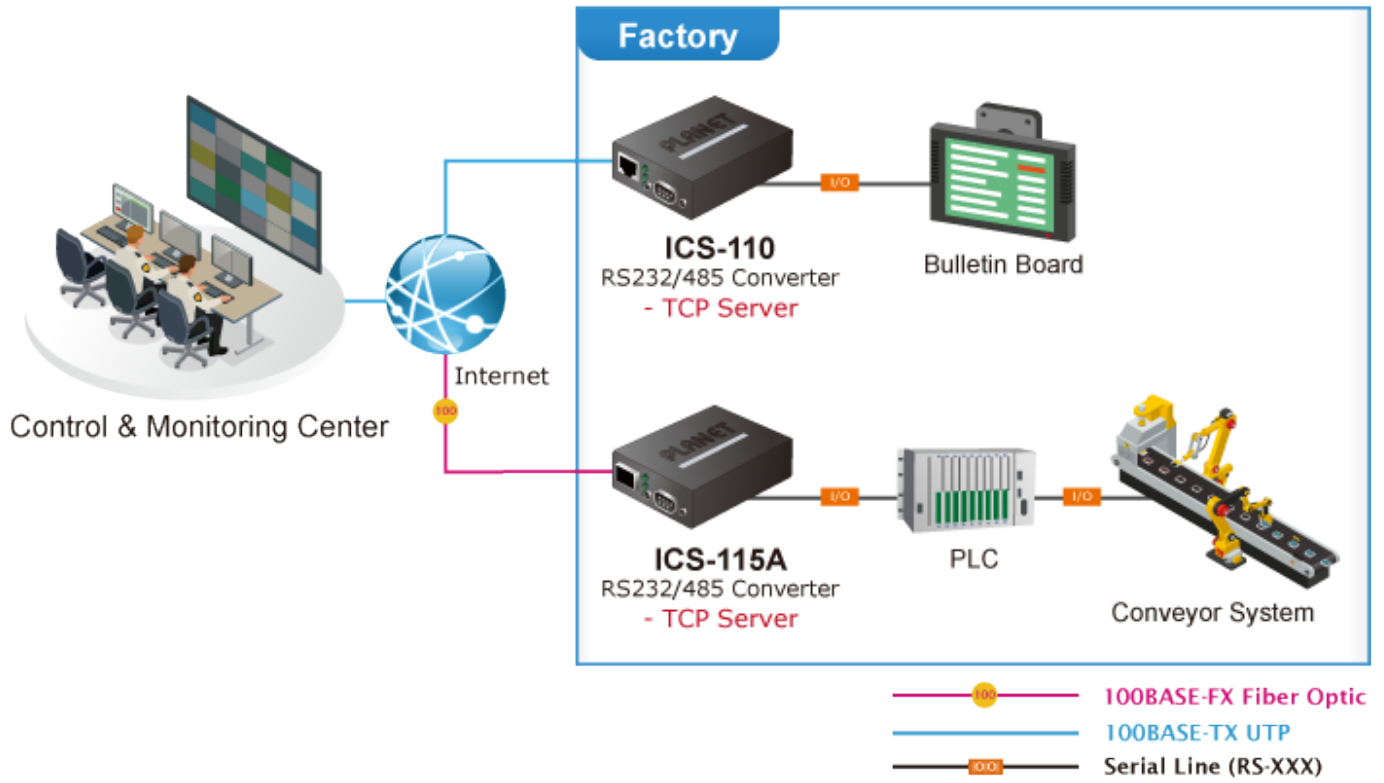 Factory
PLANET
I/O
ICS-110
RS232/485 Converter
- TCP Server
Bulletin Board
Internet
Control & Monitoring Center
100
PLANET
I/O
I/O
ICS-115A
RS232/485 Converter
- TCP Server
PLC
Conveyor System
100
100BASE-FX Fiber Optic
100BASE-TX UTP
IOIOI
Serial Line (RS-XXX)